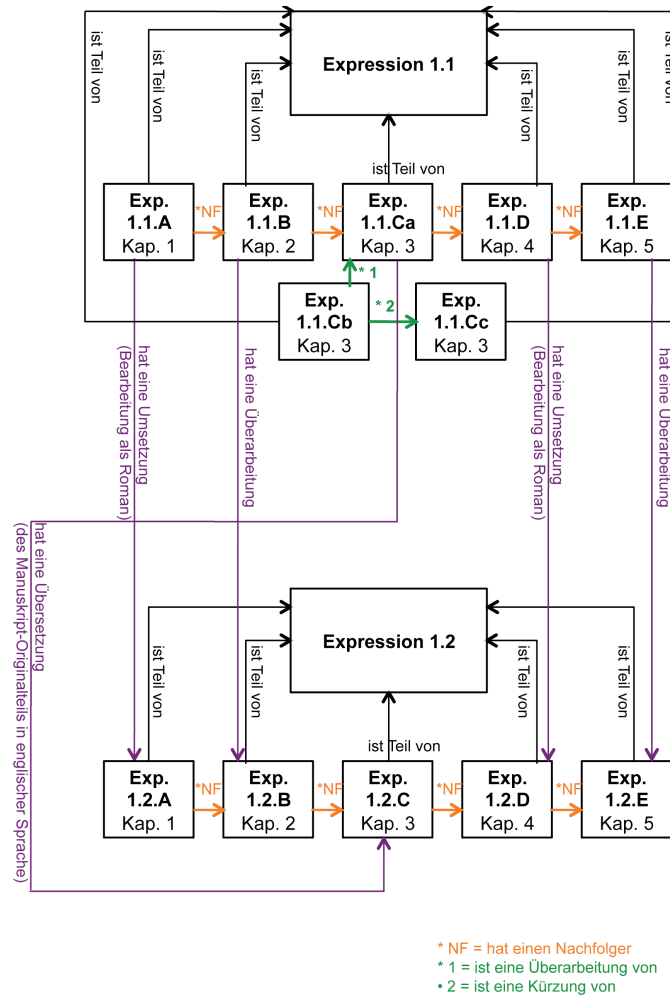 ist Teil von
ist Teil von
ist Teil von
Expression 1.1
ist Teil von
ist Teil von
ist Teil von
ist Teil von
Exp.
1.1.A
Kap. 1
*NF
Exp.
1.1.B
Kap. 2
*NF
Exp.
1.1.Ca
Kap. 3
*NF
Exp.
1.1.D
Kap. 4
*NF
Exp.
1.1.E
Kap. 5
* 1
Exp.
1.1.Cb
Kap. 3
* 2
Exp.
1.1.Cc
Kap. 3
hat eine Umsetzung
(Bearbeitung als Roman)
hat eine Überarbeitung
hat eine Umsetzung
(Bearbeitung als Roman)
hat eine Überarbeitung
hat eine Übersetzung
(des Manuskript-Originalteils in englischer Sprache)
Expression 1.2
ist Teil von
ist Teil von
ist Teil von
ist Teil von
ist Teil von
Exp.
1.2.A
Kap. 1
*NF
Exp.
1.2.B
Kap. 2
*NF
Exp.
1.2.C
Kap. 3
*NF
Exp.
1.2.D
Kap. 4
*NF
Exp.
1.2.E
Kap. 5
* NF = hat einen Nachfolger
* 1 = ist eine Überarbeitung von
• 2 = ist eine Kürzung von